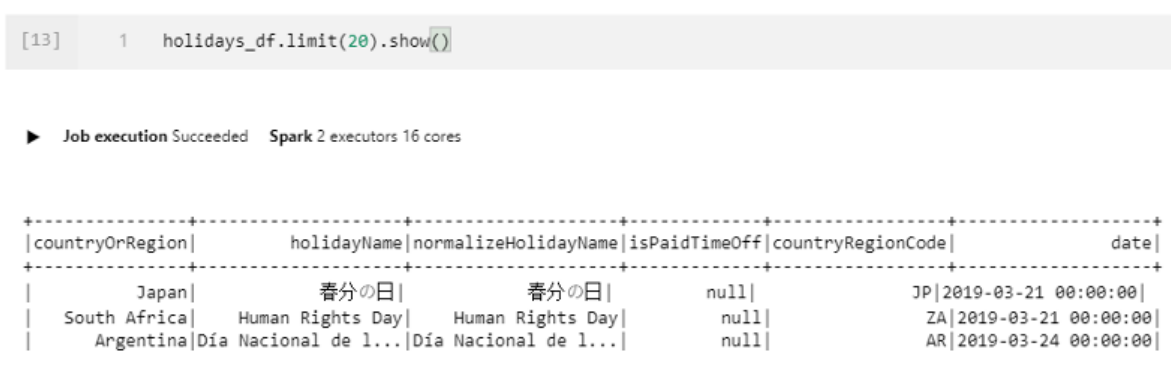 [13] 1 holidays_df.limit(20).show()
▶ Job execution Succeeded Spark 2 executors 16 cores
+---------------+--------------------+--------------------+-------------+-----------------+-------------------+
|countryOrRegion| holidayName|normalizeHolidayName|isPaidTimeOff|countryRegionCode| date|
+---------------+--------------------+--------------------+-------------+-----------------+-------------------+
| Japan| 春分の日| 春分の日| null| JP|2019-03-21 00:00:00|
| South Africa| Human Rights Day| Human Rights Day| null| ZA|2019-03-21 00:00:00|
| Argentina|Día Nacional de l...|Día Nacional de l...| null| AR|2019-03-24 00:00:00|